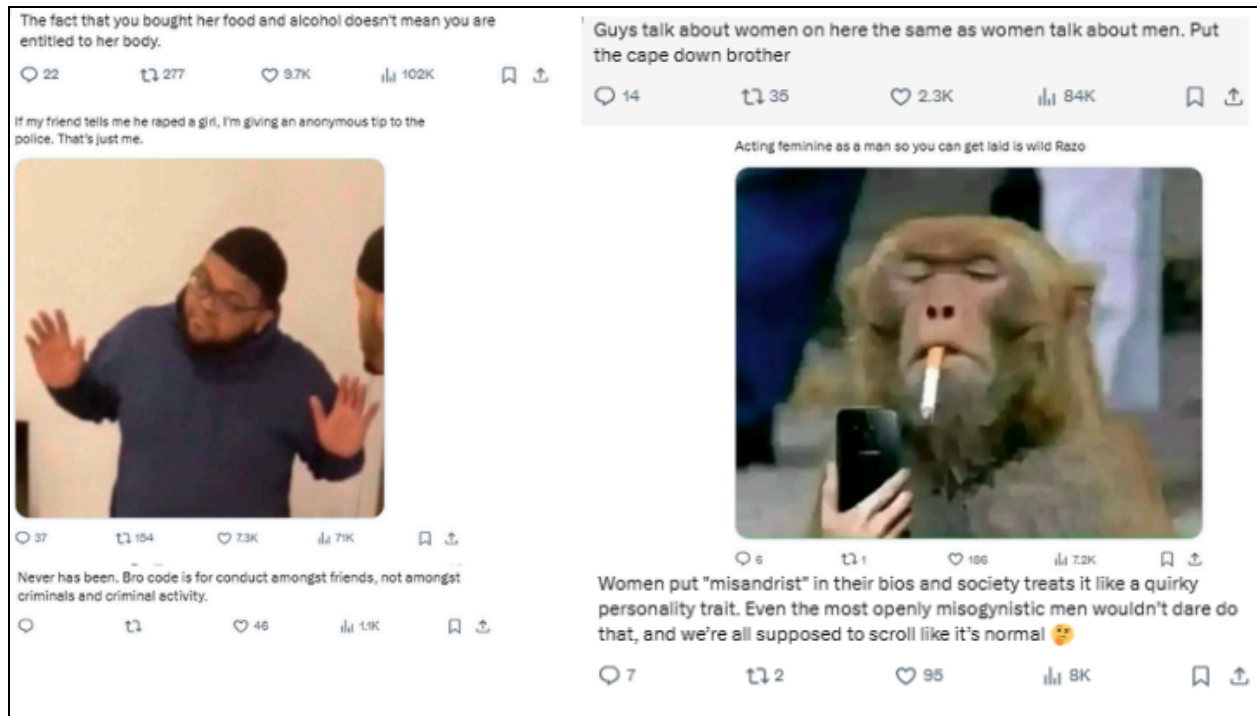 The fact that you bought her food and alcohol doesn't mean you are
entitled to her body.
22 277 9.7K 102K
If my friend tells me he raped a girl, I'm giving an anonymous tip to the
police. That's just me.
37 164 7.3K 71K
Never has been. Bro code is for conduct amongst friends, not amongst
criminals and criminal activity.
46 1.1K
Guys talk about women on here the same as women talk about men. Put
the cape down brother
14 35 2.3K 84K
Acting feminine as a man so you can get laid is wild Razo
6 1 166 7.2K
Women put "misandrist" in their bios and society treats it like a quirky
personality trait. Even the most openly misogynistic men wouldn't dare do
that, and we're all supposed to scroll like it's normal 🤔
7 2 95 8K